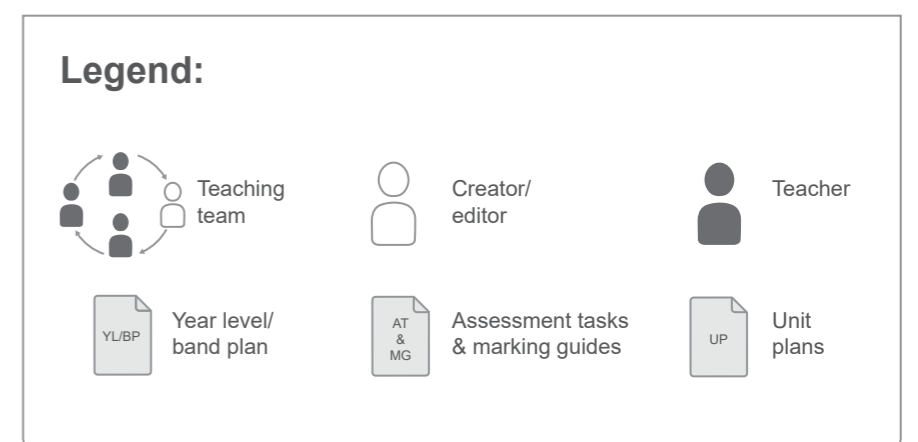 Legend:
Teaching
team
Creator/
editor
Teacher
YL/BP
Year level/
band plan
AT
&
MG
Assessment tasks
& marking guides
UP
Unit
plans